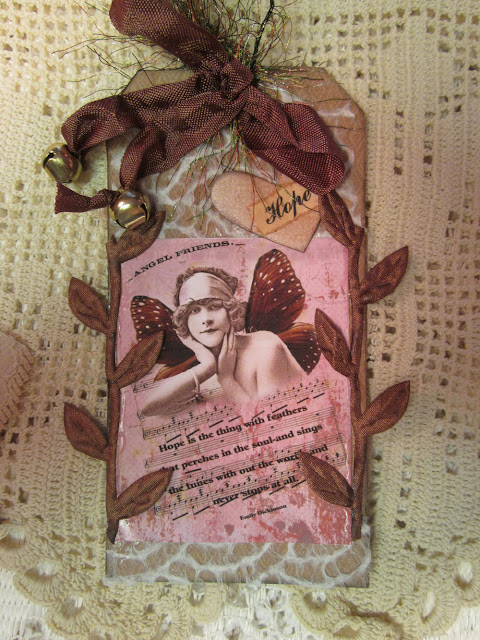 Hope
ANGEL FRIENDS.
Hope is the thing with feathers
that perches in the soul-and sings
the tunes with out the words and
never stops at all.
Emily Dickinson